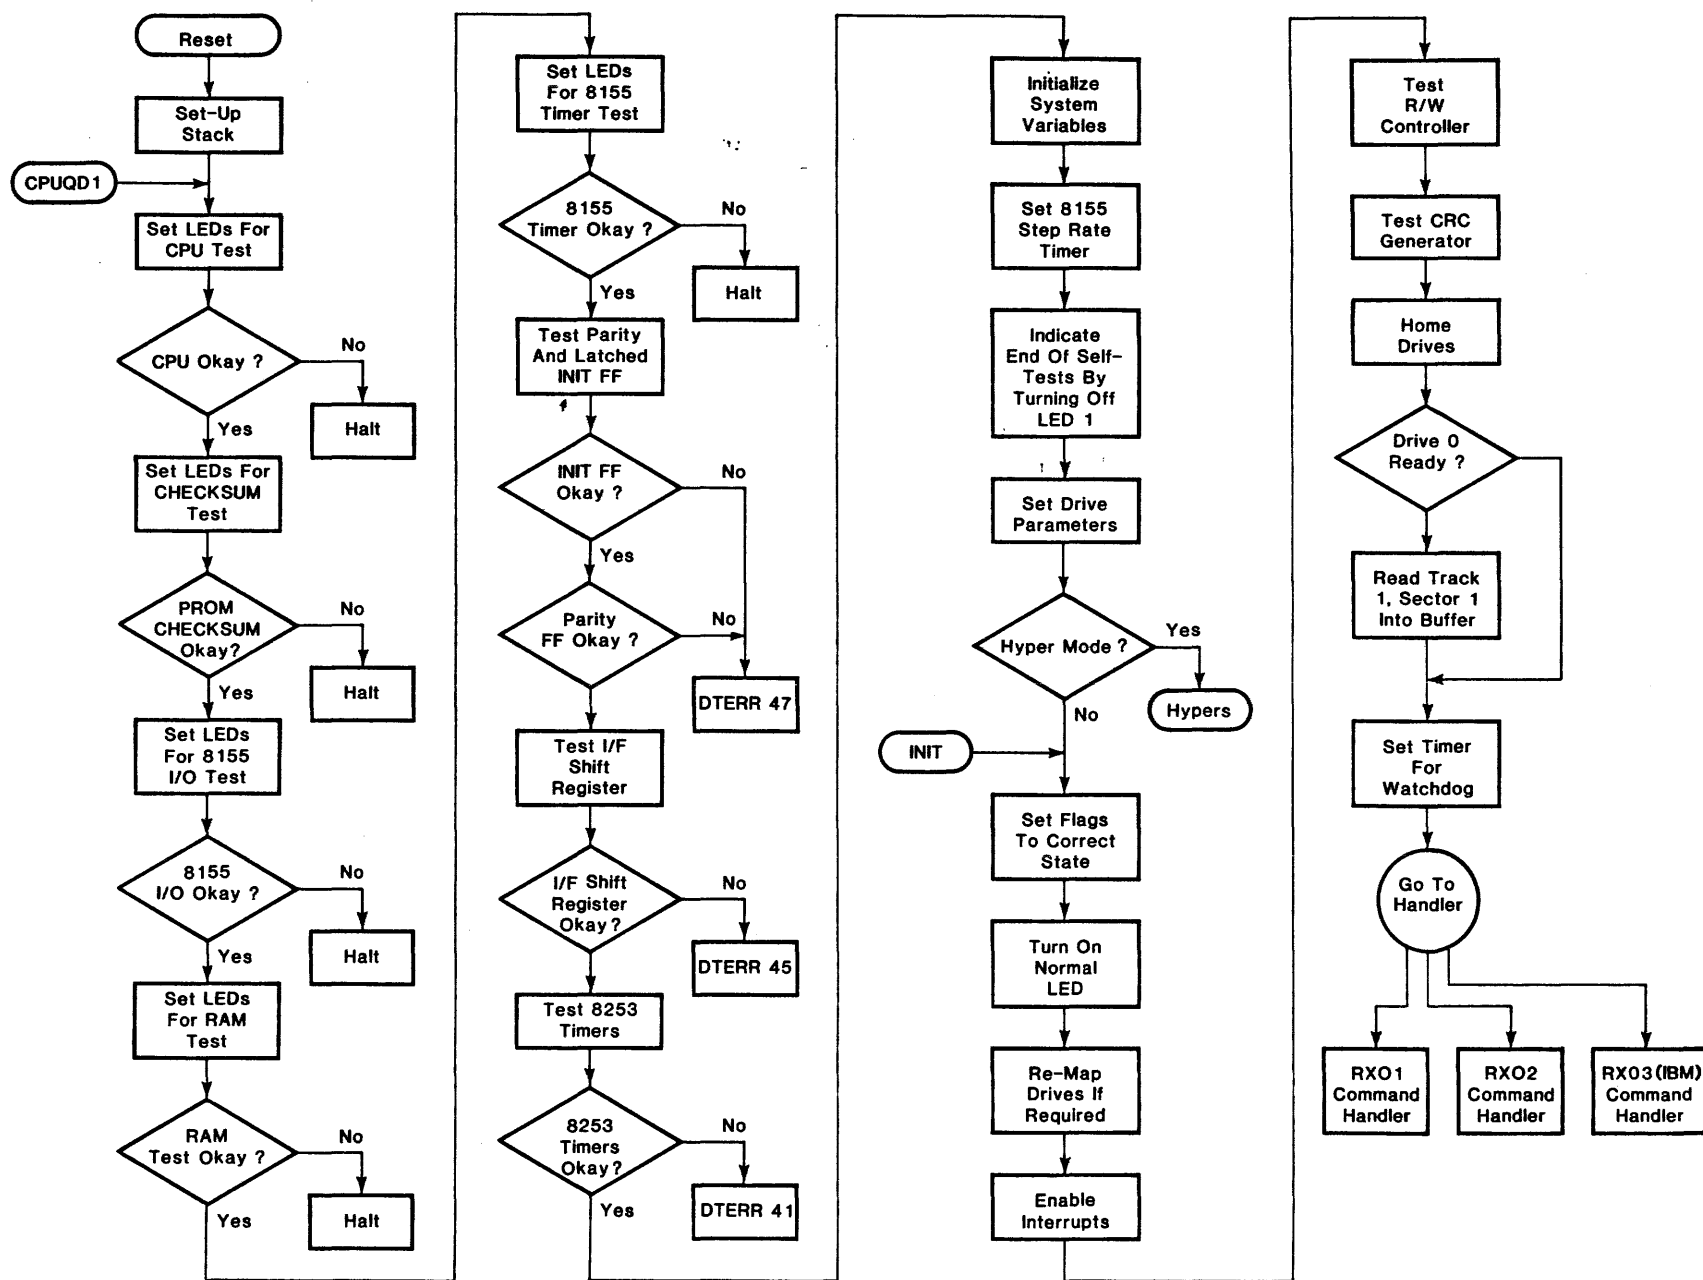 Reset
Set-Up
Stack
CPUQD1
Set LEDs For
CPU Test
CPU Okay ?
No
Halt
Yes
Set LEDs For
CHECKSUM
Test
PROM
CHECKSUM
Okay?
No
Halt
Yes
Set LEDs
For 8155
I/O Test
8155
I/O Okay ?
No
Halt
Yes
Set LEDs
For RAM
Test
RAM
Test Okay ?
No
Halt
Yes
Set LEDs
For 8155
Timer Test
8155
Timer Okay ?
No
Halt
Yes
Test Parity
And Latched
INIT FF
INIT FF
Okay ?
No
Yes
Parity
FF Okay ?
No
DTERR 47
Test I/F
Shift
Register
I/F Shift
Register
Okay ?
No
DTERR 45
Test 8253
Timers
8253
Timers
Okay?
No
DTERR 41
Yes
Initialize
System
Variables
Set 8155
Step Rate
Timer
Indicate
End Of Self-
Tests By
Turning Off
LED 1
Set Drive
Parameters
Hyper Mode ?
Yes
Hypers
No
INIT
Set Flags
To Correct
State
Turn On
Normal
LED
Re-Map
Drives If
Required
Enable
Interrupts
Test
R/W
Controller
Test CRC
Generator
Home
Drives
Drive 0
Ready ?
Read Track
1, Sector 1
Into Buffer
Set Timer
For
Watchdog
Go To
Handler
RX01
Command
Handler
RX02
Command
Handler
RX03(IBM)
Command
Handler